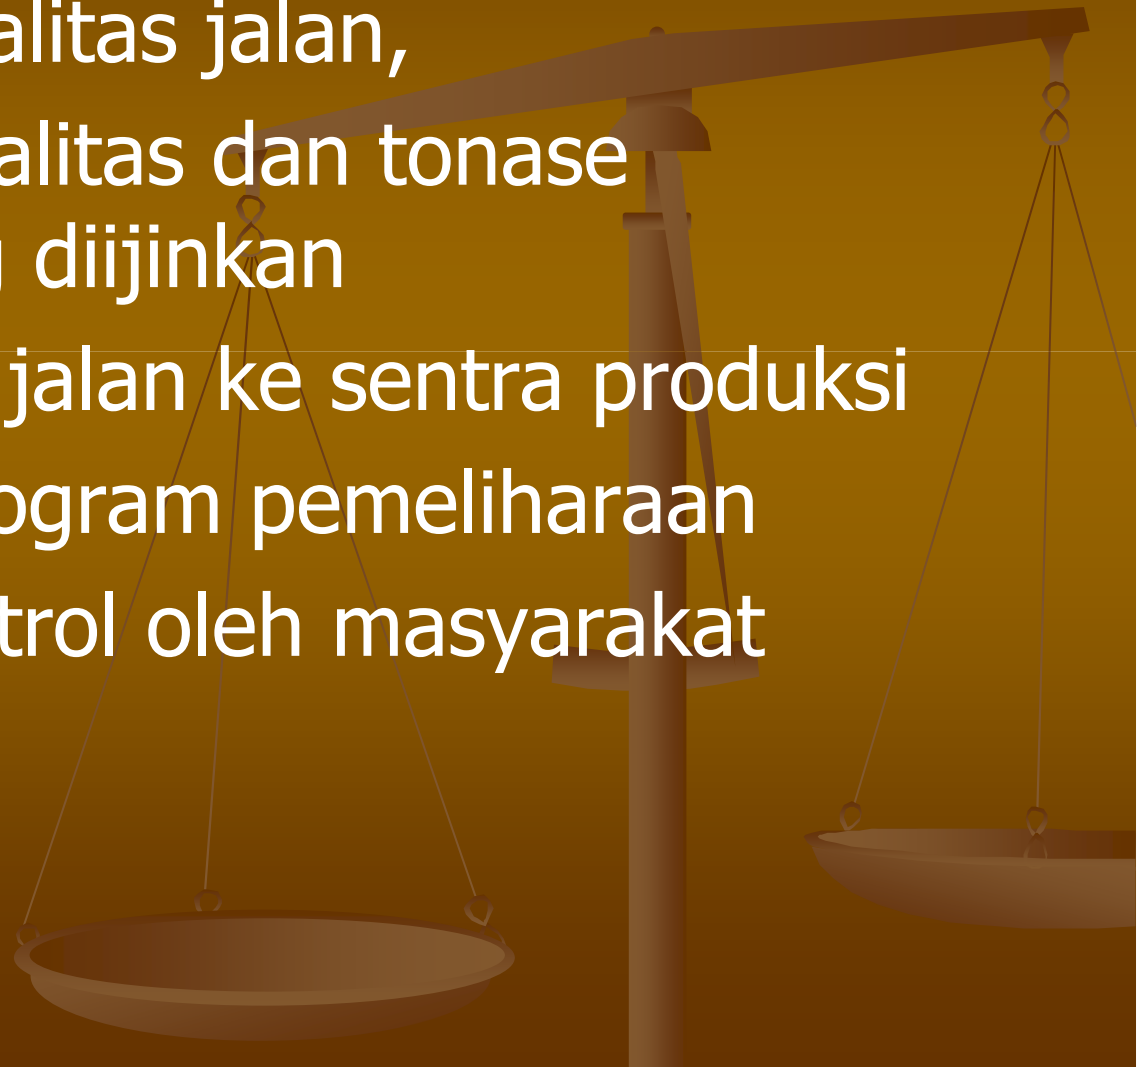 alitas jalan,
alitas dan tonase
diijinkan
jalan ke sentra produksi
ogram pemeliharaan
trol oleh masyarakat